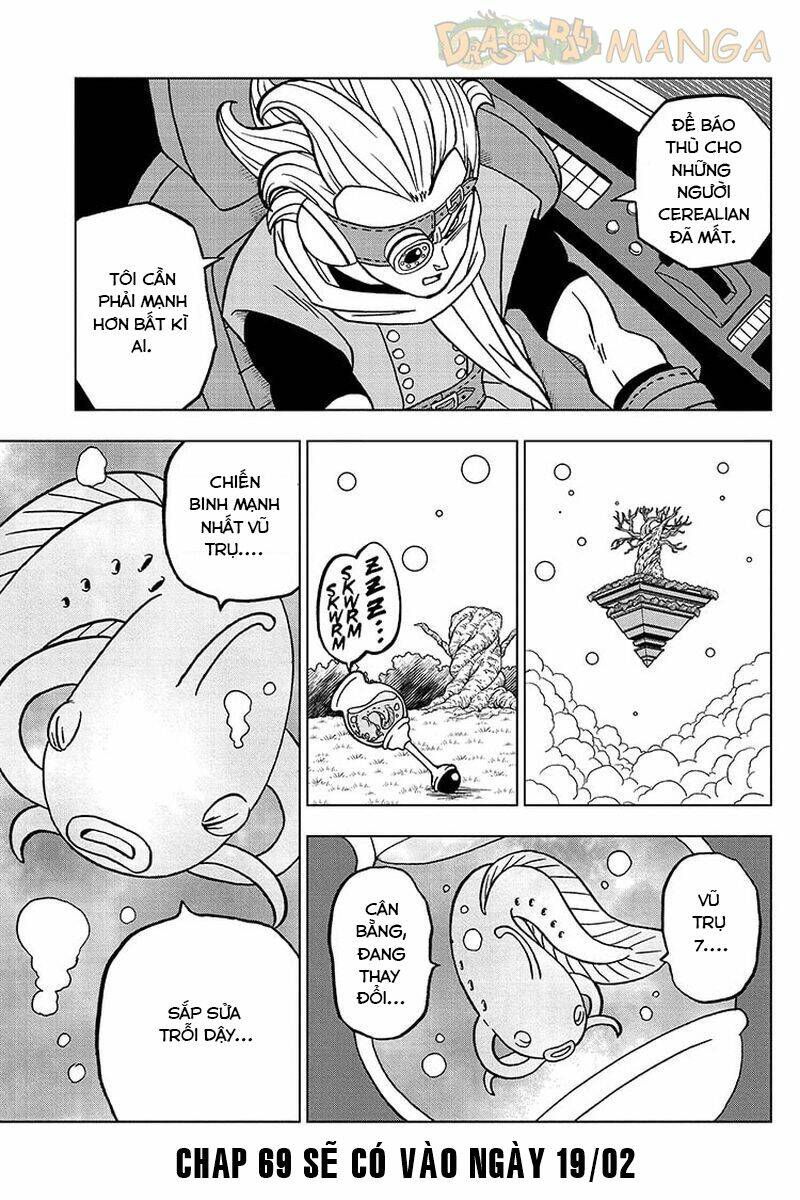 DRAGON BALL MANGA
ĐỂ BÁO
THÙ CHO
NHỮNG
NGƯỜI
CEREALIAN
ĐÃ MẤT.
TÔI CẦN
PHẢI MẠNH
HƠN BẤT KÌ
AI.
ZZZ...
SKWRM
SKWRM
CHIẾN
BINH MẠNH
NHẤT VŨ
TRỤ....
SẮP SỬA
TRỖI DẬY...
VŨ
TRỤ
7....
CÂN
BẰNG,
ĐANG
THAY
ĐỔI...
CHAP 69 SẼ CÓ VÀO NGÀY 19/02